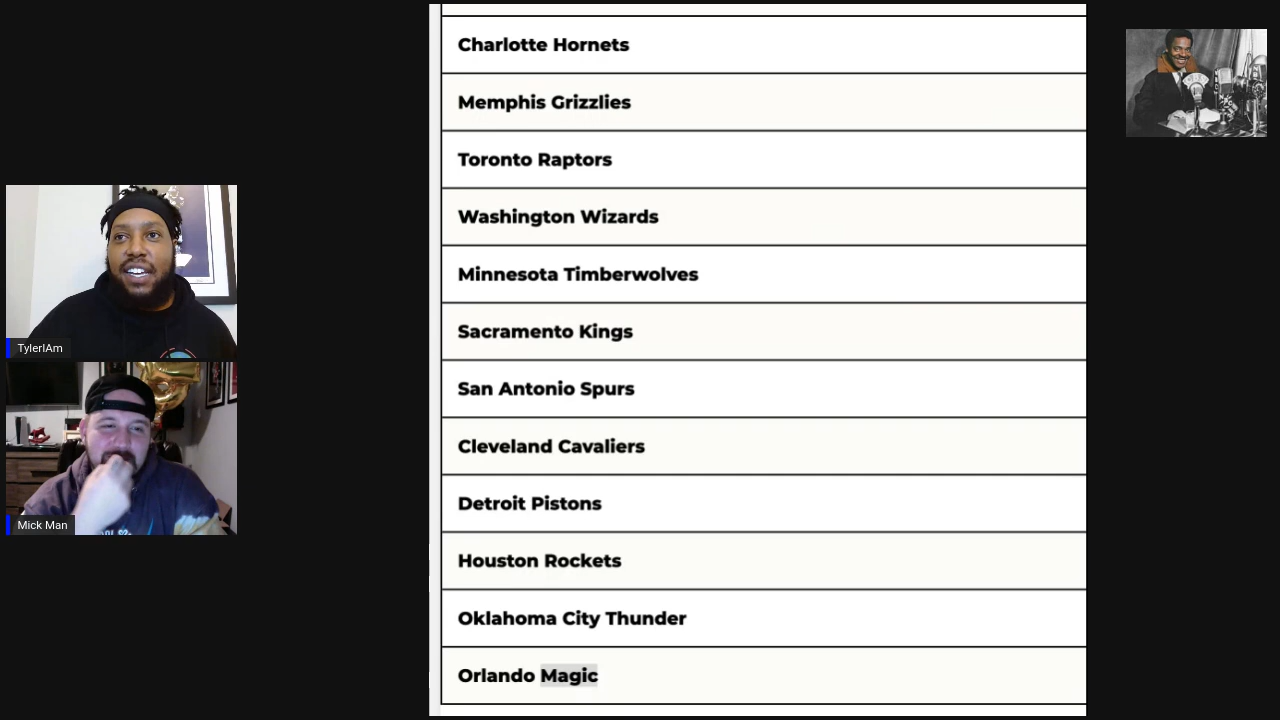 Charlotte Hornets
Memphis Grizzlies
Toronto Raptors
Washington Wizards
Minnesota Timberwolves
Sacramento Kings
San Antonio Spurs
Cleveland Cavaliers
Detroit Pistons
Houston Rockets
Oklahoma City Thunder
Orlando Magic
TylerIAm
Mick Man